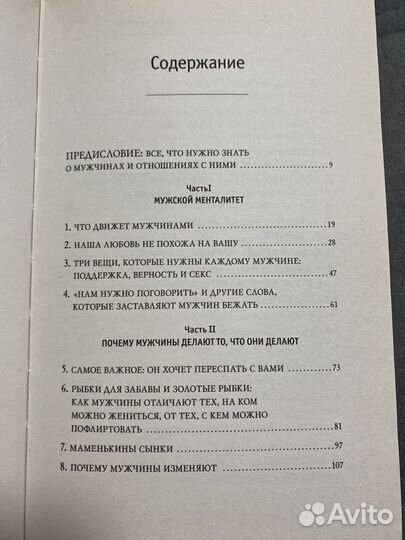 Содержание
ПРЕДИСЛОВИЕ: ВСЕ, ЧТО НУЖНО ЗНАТЬ
О МУЖЧИНАХ И ОТНОШЕНИЯХ С НИМИ ........................ 9
Часть I
МУЖСКОЙ МЕНТАЛИТЕТ
1. ЧТО ДВИЖЕТ МУЖЧИНАМИ ........................ 19
2. НАША ЛЮБОВЬ НЕ ПОХОЖА НА ВАШУ ........................ 28
3. ТРИ ВЕЩИ, КОТОРЫЕ НУЖНЫ КАЖДОМУ МУЖЧИНЕ:
ПОДДЕРЖКА, ВЕРНОСТЬ И СЕКС ........................ 47
4. «НАМ НУЖНО ПОГОВОРИТЬ» И ДРУГИЕ СЛОВА,
КОТОРЫЕ ЗАСТАВЛЯЮТ МУЖЧИН БЕЖАТЬ ........................ 61
Часть II
ПОЧЕМУ МУЖЧИНЫ ДЕЛАЮТ ТО, ЧТО ОНИ ДЕЛАЮТ
5. САМОЕ ВАЖНОЕ: ОН ХОЧЕТ ПЕРЕСПАТЬ С ВАМИ ........................ 73
6. РЫБКИ ДЛЯ ЗАБАВЫ И ЗОЛОТЫЕ РЫБКИ:
КАК МУЖЧИНЫ ОТЛИЧАЮТ ТЕХ, НА КОМ
МОЖНО ЖЕНИТЬСЯ, ОТ ТЕХ, С КЕМ МОЖНО
ПОФЛИРТОВАТЬ ........................ 81
7. МАМЕНЬКИНЫ СЫНКИ ........................ 97
8. ПОЧЕМУ МУЖЧИНЫ ИЗМЕНЯЮТ ........................ 107
Avito